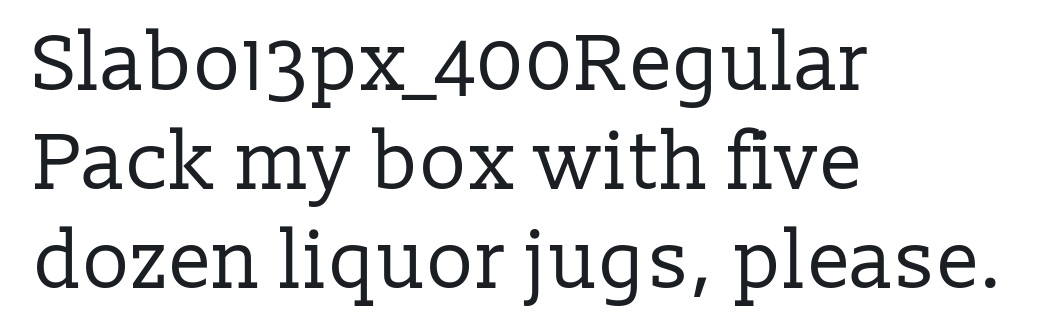 Slabo13px_400Regular
Pack my box with five
dozen liquor jugs, please.